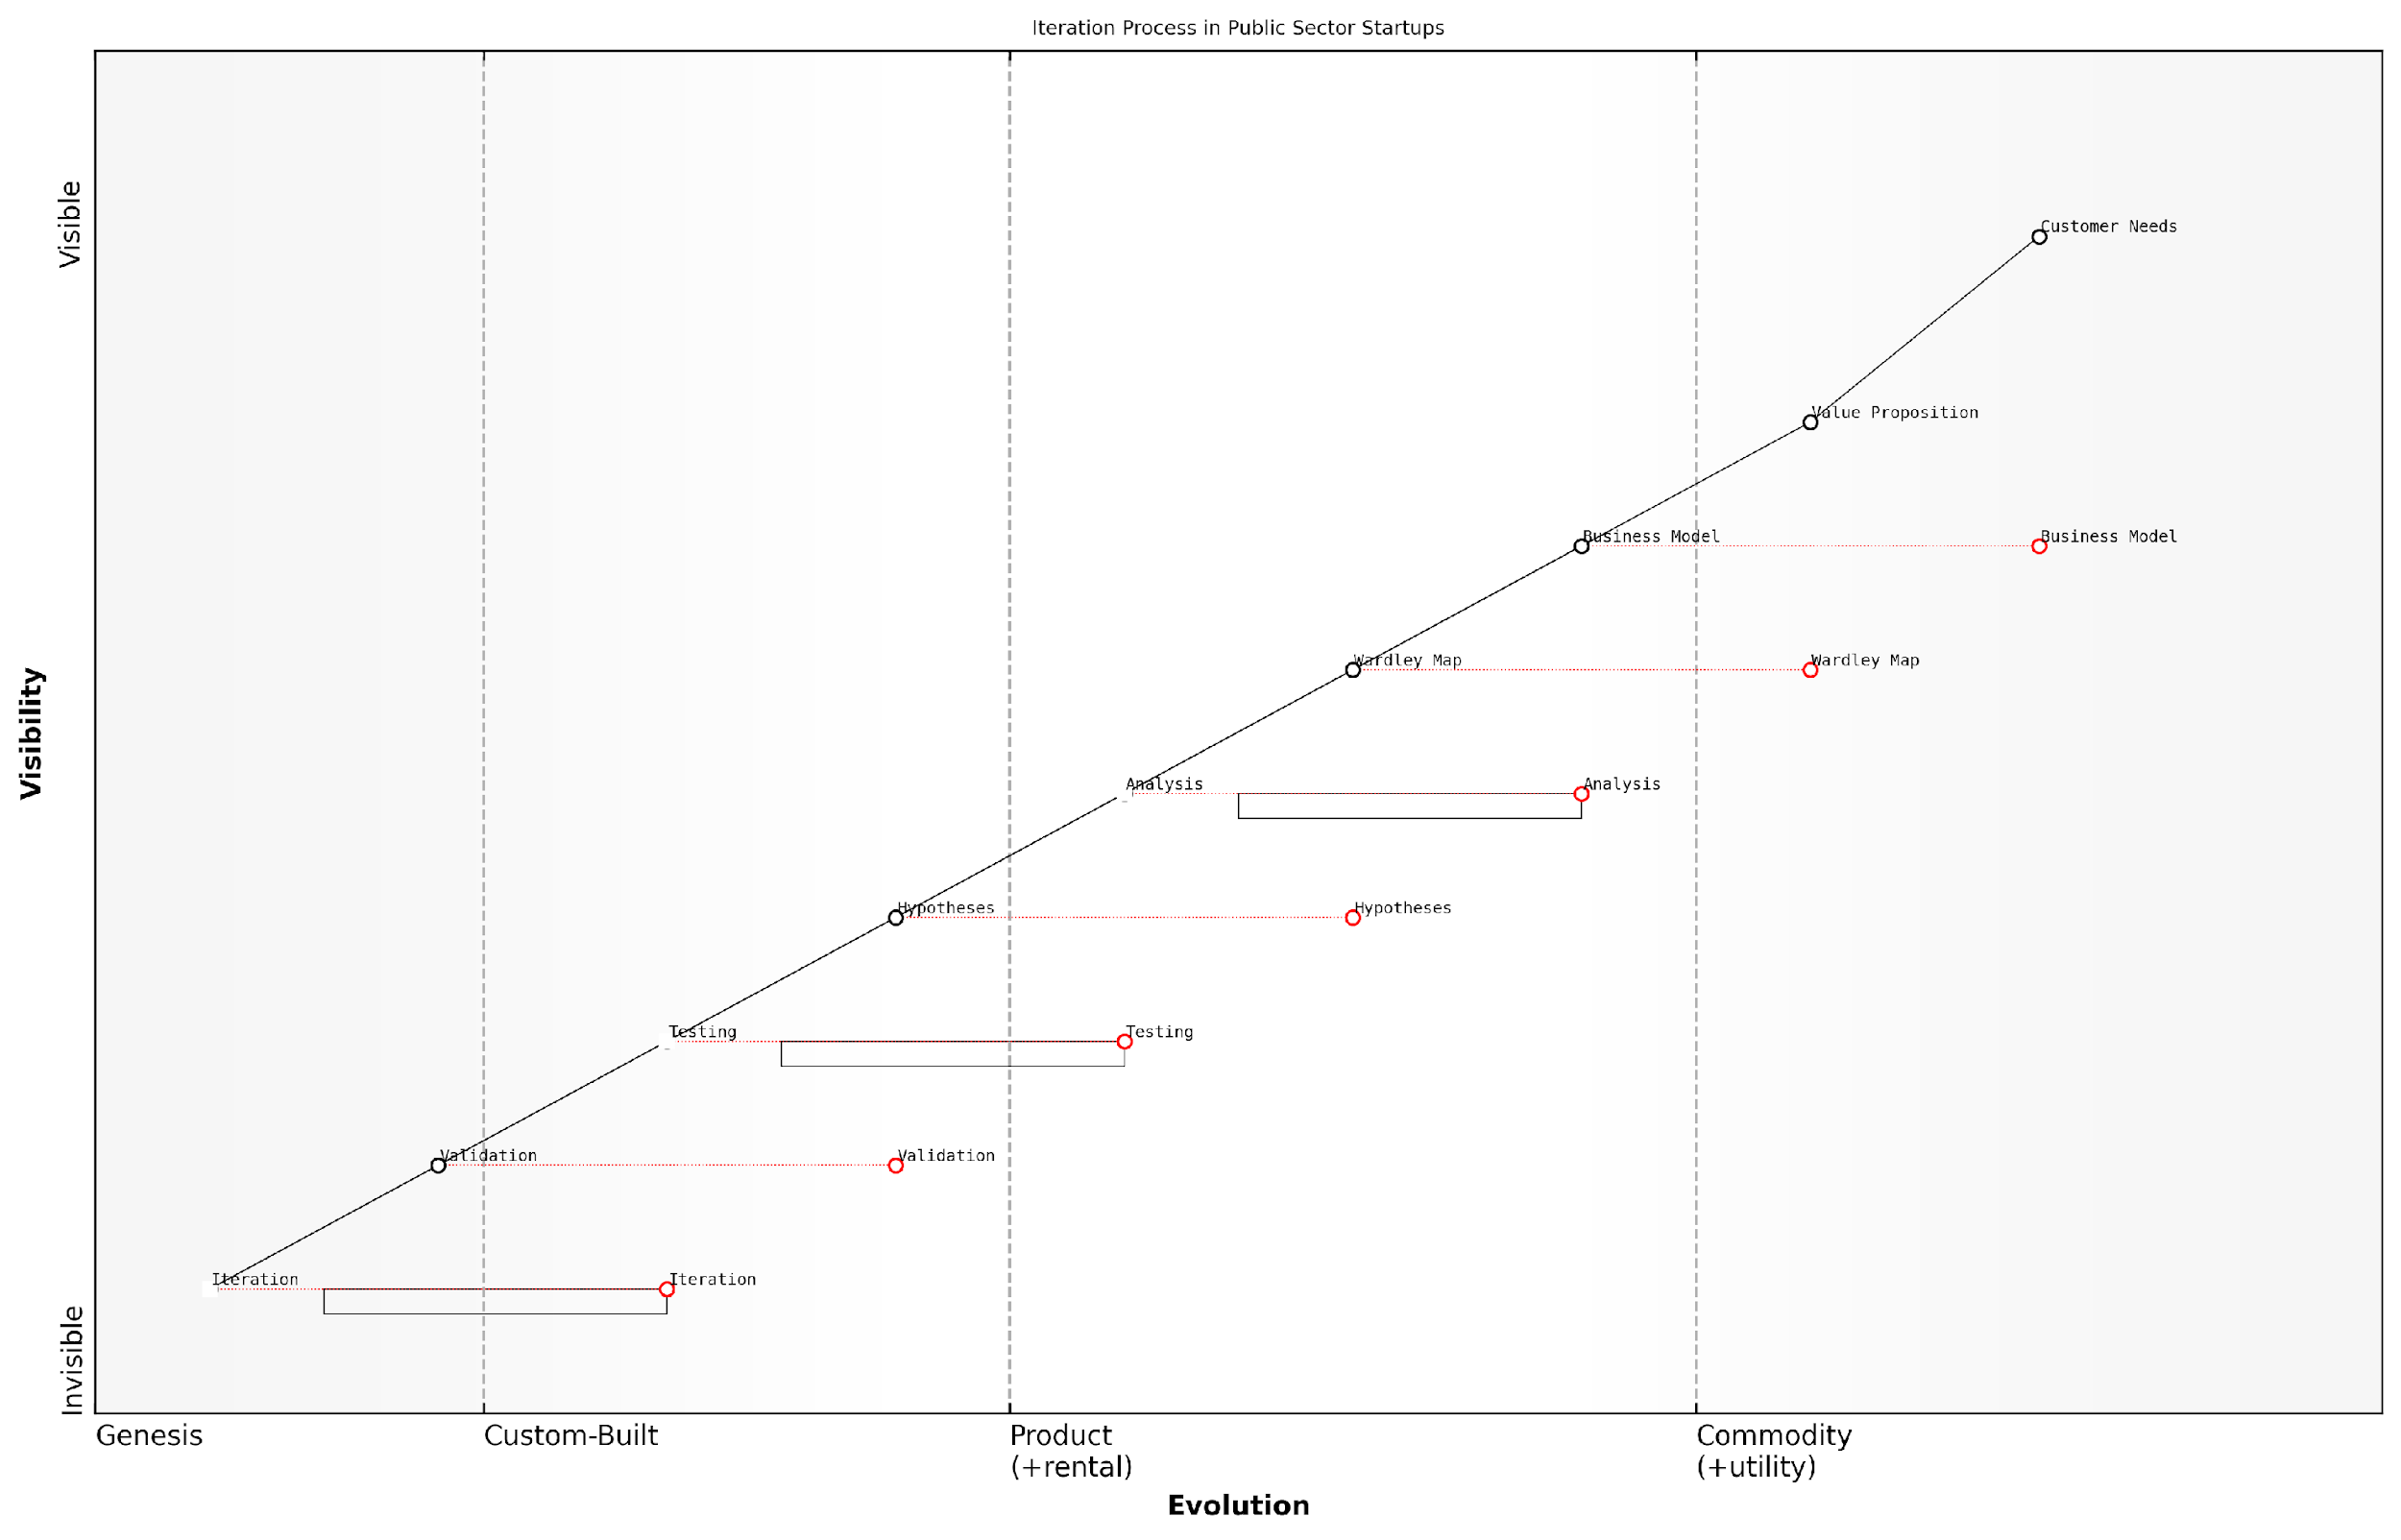 Iteration Process in Public Sector Startups
Visible
Visibility
Invisible
Customer Needs
Value Proposition
Business Model
Business Model
Wardley Map
Wardley Map
Analysis
Analysis
Hypotheses
Hypotheses
Testing
Testing
Validation
Validation
Iteration
Iteration
Genesis
Custom-Built
Product
(+rental)
Commodity
(+utility)
Evolution